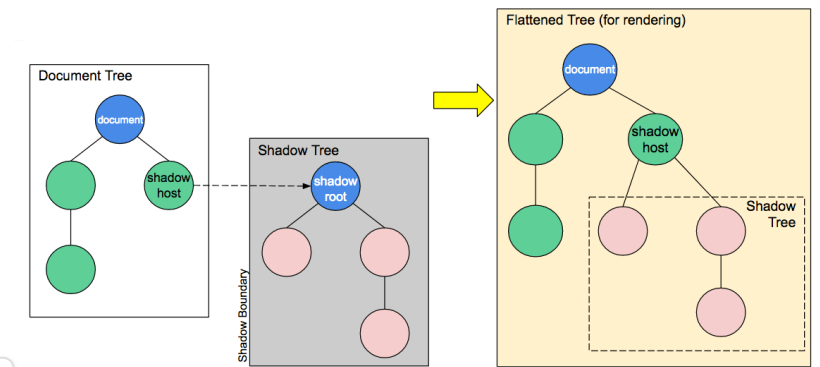 Document Tree
document
shadow
host
Shadow Tree
shadow
root
Shadow Boundary
Flattened Tree (for rendering)
document
shadow
host
Shadow
Tree